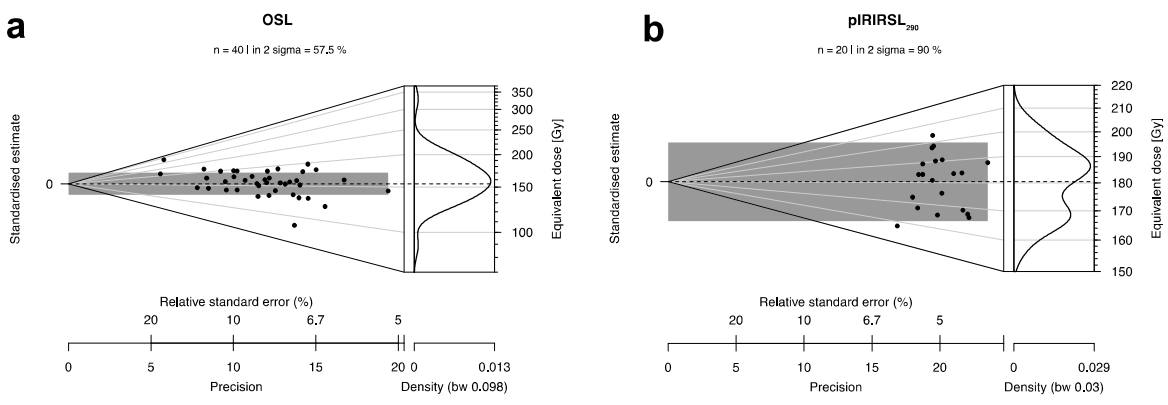 a
OSL
n = 40 | in 2 sigma = 57.5 %
Standardised estimate
0
350
300
250
200
150
100
Equivalent dose [Gy]
Relative standard error (%)
20 10 6.7 5
0 5 10 15 20
Precision
0 0.013
Density (bw 0.098)
b
pIRIRSL290
n = 20 | in 2 sigma = 90 %
Standardised estimate
0
220
210
200
190
180
170
160
150
Equivalent dose [Gy]
Relative standard error (%)
20 10 6.7 5
0 5 10 15 20
Precision
0 0.029
Density (bw 0.03)